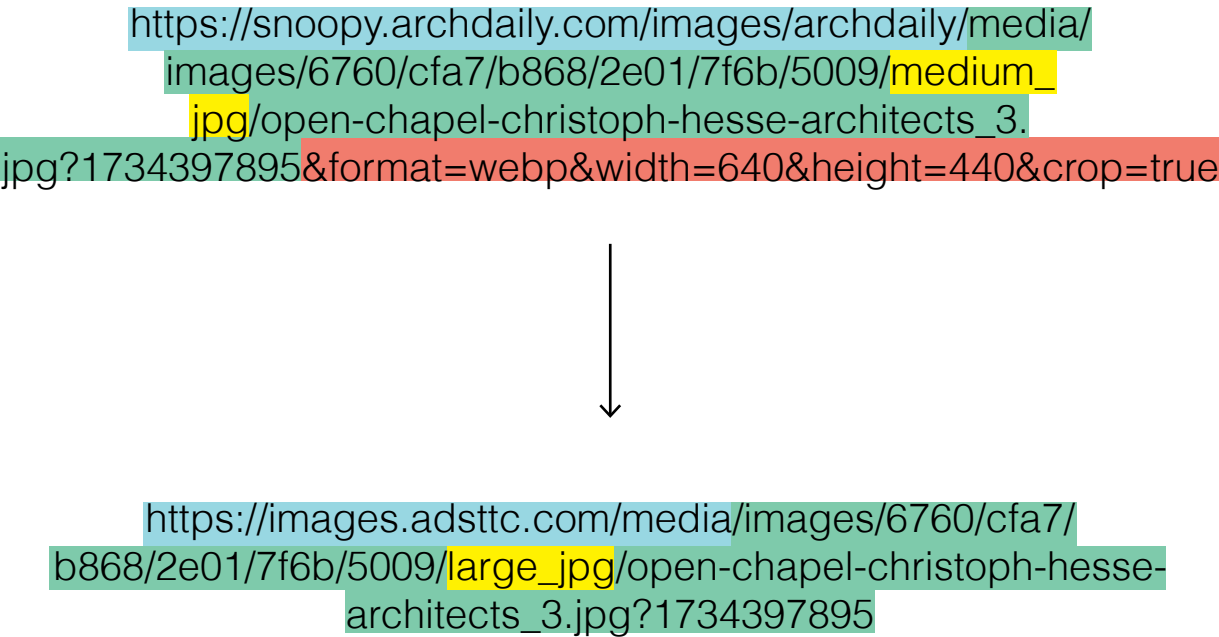 https://snoopy.archdaily.com/images/archdaily/media/
images/6760/cfa7/b868/2e01/7f6b/5009/medium_
jpg/open-chapel-christoph-hesse-architects_3.
jpg?1734397895&format=webp&width=640&height=440&crop=true
https://images.adsttc.com/media/images/6760/cfa7/
b868/2e01/7f6b/5009/large_jpg/open-chapel-christoph-hesse-
architects_3.jpg?1734397895